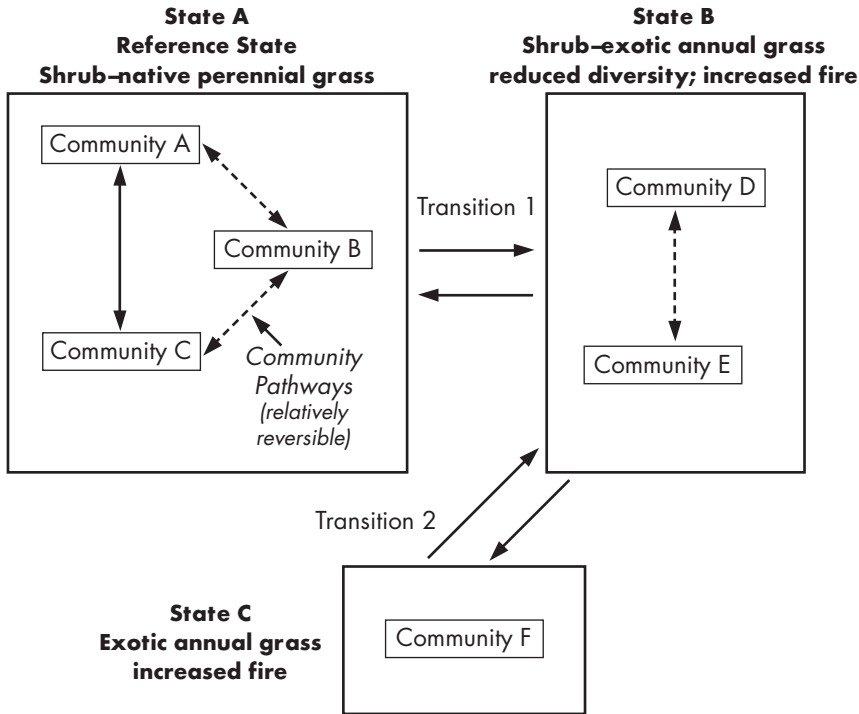 State A
Reference State
Shrub–native perennial grass
State B
Shrub–exotic annual grass
reduced diversity; increased fire
Community A
Community B
Community C
Community
Pathways
(relatively
reversible)
Transition 1
Community D
Community E
Transition 2
State C
Exotic annual grass
increased fire
Community F